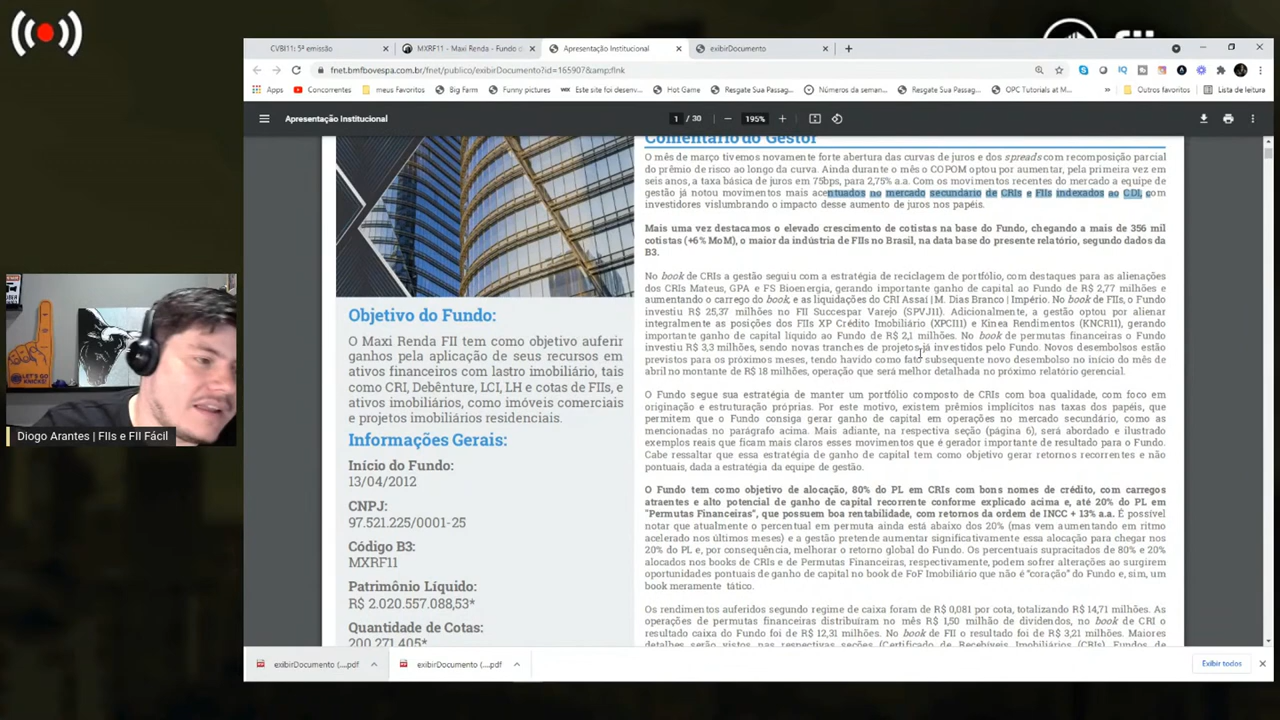 fii
CVBI11: 5ª emissão
MXRF11 - Maxi Renda - Fundo d
Apresentação Institucional
exibirDocumento
fnet.bmfbovespa.com.br/fnet/publico/exibirDocumento?id=165907&amp;flnk
Apps
Concorrentes
meus Favoritos
Big Farm
Funny pictures
Este site foi desenv...
Hot Game
Resgate Sua Passag...
Números da seman...
Resgate Sua Passag...
OPC Tutorials at M...
»
Outros favoritos
Lista de leitura
Apresentação Institucional
1 / 30
195%
Comentário do Gestor
O mês de março tivemos novamente forte abertura das curvas de juros e dos spreads com recomposição parcial
do prêmio de risco ao longo da curva. Ainda durante o mês o COPOM optou por aumentar, pela primeira vez em
seis anos, a taxa básica de juros em 75bps, para 2,75% a.a. Com os movimentos recentes do mercado a equipe de
gestão já notou movimentos mais acentuados no mercado secundário de CRIs e FIIs indexados ao CDI, com
investidores vislumbrando o impacto desse aumento de juros nos papéis.
Mais uma vez destacamos o elevado crescimento de cotistas na base do Fundo, chegando a mais de 356 mil
cotistas (+6% MoM), o maior da indústria de FIIs no Brasil, na data base do presente relatório, segundo dados da
B3.
No book de CRIs a gestão seguiu com a estratégia de reciclagem de portfólio, com destaques para as alienações
dos CRIs Mateus, GPA e FS Bioenergia, gerando importante ganho de capital ao Fundo de R$ 2,77 milhões e
aumentando o carrego do book, e as liquidações do CRI Assaí | M. Dias Branco | Império. No book de FIIs, o Fundo
investiu R$ 25,37 milhões no FII Succespar Varejo (SPVJ11). Adicionalmente, a gestão optou por alienar
integralmente as posições dos FIIs XP Crédito Imobiliário (XPCI11) e Kinea Rendimentos (KNCR11), gerando
importante ganho de capital líquido ao Fundo de R$ 2,1 milhões. No book de permutas financeiras o Fundo
investiu R$ 3,3 milhões, sendo novas tranches de projetos já investidos pelo Fundo. Novos desembolsos estão
previstos para os próximos meses, tendo havido como fato subsequente novo desembolso no início do mês de
abril no montante de R$ 18 milhões, operação que será melhor detalhada no próximo relatório gerencial.
O Fundo segue sua estratégia de manter um portfólio composto de CRIs com boa qualidade, com foco em
originação e estruturação próprias. Por este motivo, existem prêmios implícitos nas taxas dos papéis, que
permitem que o Fundo consiga gerar ganho de capital em operações no mercado secundário, como as
mencionadas no parágrafo acima. Mais adiante, na respectiva seção (página 6), será abordado e ilustrado
exemplos reais que ficam mais claros esses movimentos que é gerador importante de resultado para o Fundo.
Cabe ressaltar que essa estratégia de ganho de capital tem como objetivo gerar retornos recorrentes e não
pontuais, dada a estratégia da equipe de gestão.
O Fundo tem como objetivo de alocação, 80% do PL em CRIs com bons nomes de crédito, com carregos
atraentes e alto potencial de ganho de capital recorrente conforme explicado acima e, até 20% do PL em
"Permutas Financeiras", que possuem boa rentabilidade, com retornos da ordem de INCC + 13% a.a. É possível
notar que atualmente o percentual em permuta ainda está abaixo dos 20% (mas vem aumentando em ritmo
acelerado nos últimos meses) e a gestão pretende aumentar significativamente essa alocação para chegar nos
20% do PL e, por consequência, melhorar o retorno global do Fundo. Os percentuais supracitados de 80% e 20%
alocados nos books de CRIs e de Permutas Financeiras, respectivamente, podem sofrer alterações ao surgirem
oportunidades pontuais de ganho de capital no book de FoF Imobiliário que não é "coração" do Fundo e, sim, um
book meramente tático.
Os rendimentos auferidos segundo regime de caixa foram de R$ 0,081 por cota, totalizando R$ 14,71 milhões. As
operações de permutas financeiras distribuíram no mês R$ 1,50 milhão de dividendos, no book de CRI o
resultado caixa do Fundo foi de R$ 12,31 milhões. No book de FII o resultado foi de R$ 3,21 milhões. Maiores
detalhes serão vistos nas respectivas seções (Certificado de Recebíveis Imobiliários (CRI), Fundos de
Objetivo do Fundo:
O Maxi Renda FII tem como objetivo auferir
ganhos pela aplicação de seus recursos em
ativos financeiros com lastro imobiliário, tais
como CRI, Debênture, LCI, LH e cotas de FIIs, e
ativos imobiliários, como imóveis comerciais
e projetos imobiliários residenciais.
Informações Gerais:
Início do Fundo:
13/04/2012
CNPJ:
97.521.225/0001-25
Código B3:
MXRF11
Patrimônio Líquido:
R$ 2.020.557.088,53*
Quantidade de Cotas:
200.271.405*
Diogo Arantes | FIIs e FII Fácil
exibirDocumento (....pdf
exibirDocumento (....pdf
Exibir todos